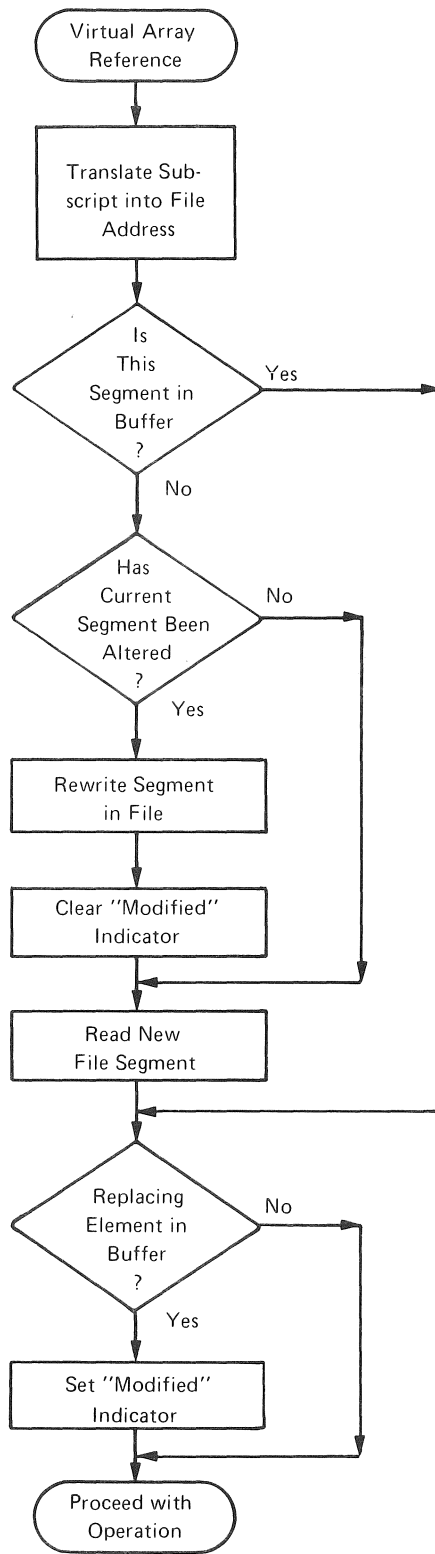 Virtual Array
Reference
Translate Sub-
script into File
Address
Is
This
Segment in
Buffer
?
Yes
No
Has
Current
Segment Been
Altered
?
No
Yes
Rewrite Segment
in File
Clear "Modified"
Indicator
Read New
File Segment
Replacing
Element in
Buffer
?
No
Yes
Set "Modified"
Indicator
Proceed with
Operation